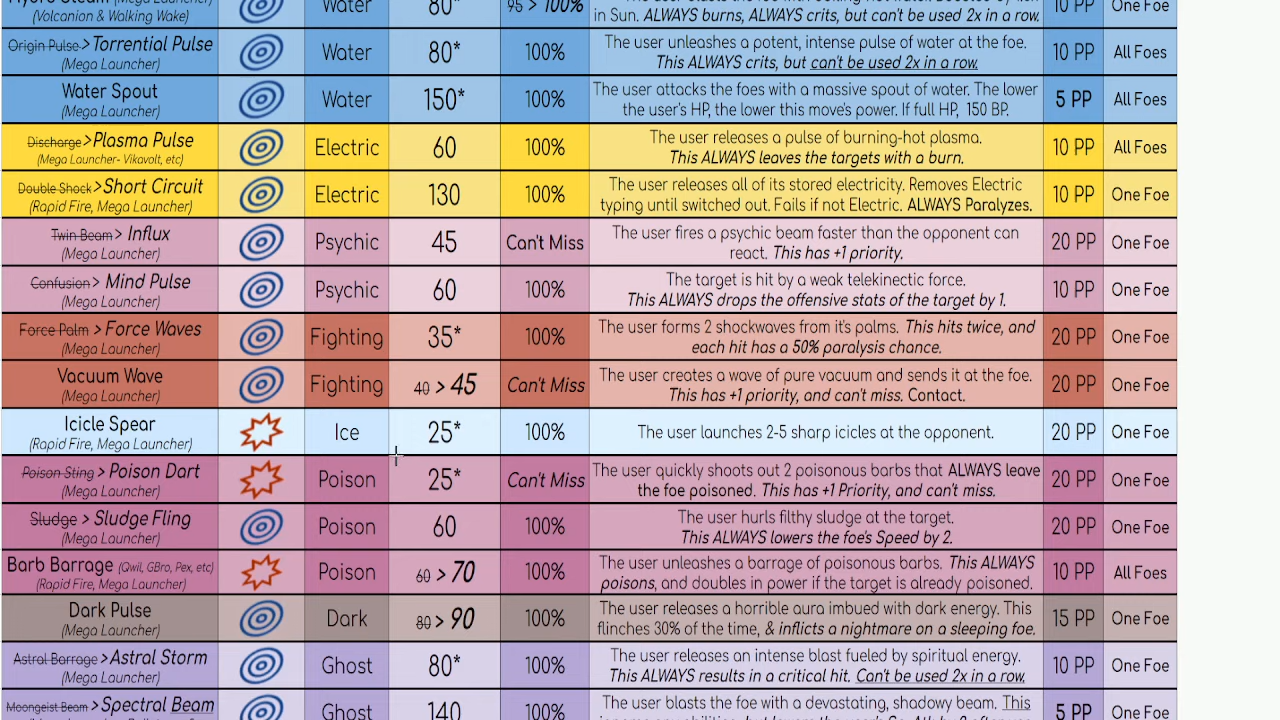 Hydro Steam (Mega Launcher)
(Volcanion & Walking Wake)
Water
80*
95 > 100%
in Sun. ALWAYS burns, ALWAYS crits, but can't be used 2x in a row.
10 PP
One Foe
Origin Pulse > Torrential Pulse
(Mega Launcher)
Water
80*
100%
The user unleashes a potent, intense pulse of water at the foe.
This ALWAYS crits, but can't be used 2x in a row.
10 PP
All Foes
Water Spout
(Mega Launcher)
Water
150*
100%
The user attacks the foes with a massive spout of water. The lower
the user's HP, the lower this move's power. If full HP, 150 BP.
5 PP
All Foes
Discharge >Plasma Pulse
(Mega Launcher- Vikavolt, etc)
Electric
60
100%
The user releases a pulse of burning-hot plasma.
This ALWAYS leaves the targets with a burn.
10 PP
All Foes
Double Shock >Short Circuit
(Rapid Fire, Mega Launcher)
Electric
130
100%
The user releases all of its stored electricity. Removes Electric
typing until switched out. Fails if not Electric. ALWAYS Paralyzes.
10 PP
One Foe
Twin Beam > Influx
(Mega Launcher)
Psychic
45
Can't Miss
The user fires a psychic beam faster than the opponent can
react. This has +1 priority.
20 PP
One Foe
Confusion > Mind Pulse
(Mega Launcher)
Psychic
60
100%
The target is hit by a weak telekinectic force.
This ALWAYS drops the offensive stats of the target by 1.
10 PP
One Foe
Force Palm > Force Waves
(Mega Launcher)
Fighting
35*
100%
The user forms 2 shockwaves from it's palms. This hits twice, and
each hit has a 50% paralysis chance.
20 PP
One Foe
Vacuum Wave
(Mega Launcher)
Fighting
40 > 45
Can't Miss
The user creates a wave of pure vacuum and sends it at the foe.
This has +1 priority, and can't miss. Contact.
20 PP
One Foe
Icicle Spear
(Rapid Fire, Mega Launcher)
Ice
25*
100%
The user launches 2-5 sharp icicles at the opponent.
20 PP
One Foe
Poison Sting > Poison Dart
(Mega Launcher)
Poison
25*
Can't Miss
The user quickly shoots out 2 poisonous barbs that ALWAYS leave
the foe poisoned. This has +1 Priority, and can't miss.
20 PP
One Foe
Sludge > Sludge Fling
(Mega Launcher)
Poison
60
100%
The user hurls filthy sludge at the target.
This ALWAYS lowers the foe's Speed by 2.
20 PP
One Foe
Barb Barrage (Qwil, GBro, Pex, etc)
(Rapid Fire, Mega Launcher)
Poison
60 > 70
100%
The user unleashes a barrage of poisonous barbs. This ALWAYS
poisons, and doubles in power if the target is already poisoned.
10 PP
All Foes
Dark Pulse
(Mega Launcher)
Dark
80 > 90
100%
The user releases a horrible aura imbued with dark energy. This
flinches 30% of the time, & inflicts a nightmare on a sleeping foe.
15 PP
One Foe
Astral Barrage >Astral Storm
(Mega Launcher)
Ghost
80*
100%
The user releases an intense blast fueled by spiritual energy.
This ALWAYS results in a critical hit. Can't be used 2x in a row.
10 PP
One Foe
Moongeist Beam >Spectral Beam
Ghost
140
100%
The user blasts the foe with a devastating, shadowy beam. This
5 PP
One Foe